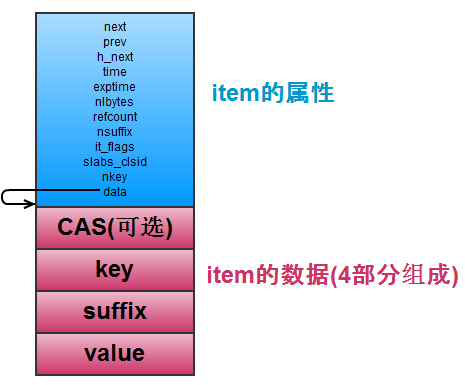 next
prev
h_next
time
exptime
nlbytes
refcount
nsuffix
it_flags
slabs_clsid
nkey
data
item的属性
CAS(可选)
key
suffix
value
item的数据(4部分组成)